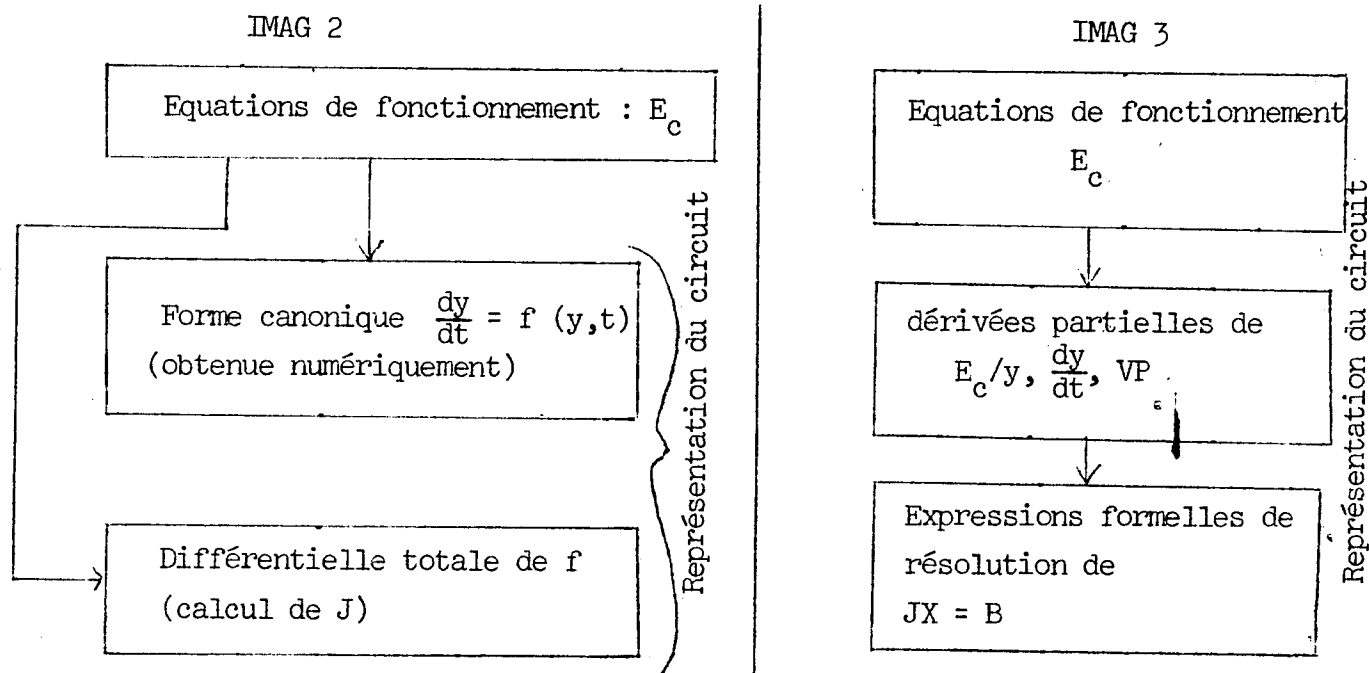 IMAG 2
Equations de fonctionnement : E_c
Forme canonique dy/dt = f (y,t)
(obtenue numériquement)
Différentielle totale de f
(calcul de J)
Représentation du circuit
IMAG 3
Equations de fonctionnement
E_c
dérivées partielles de
E_c/y, dy/dt, VP
Expressions formelles de
résolution de
JX = B
Représentation du circuit